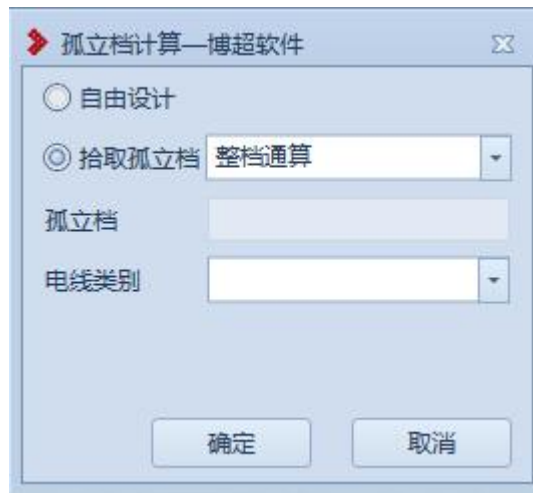 孤立档计算—博超软件
自由设计
拾取孤立档 整档通算
孤立档
电线类别
确定 取消